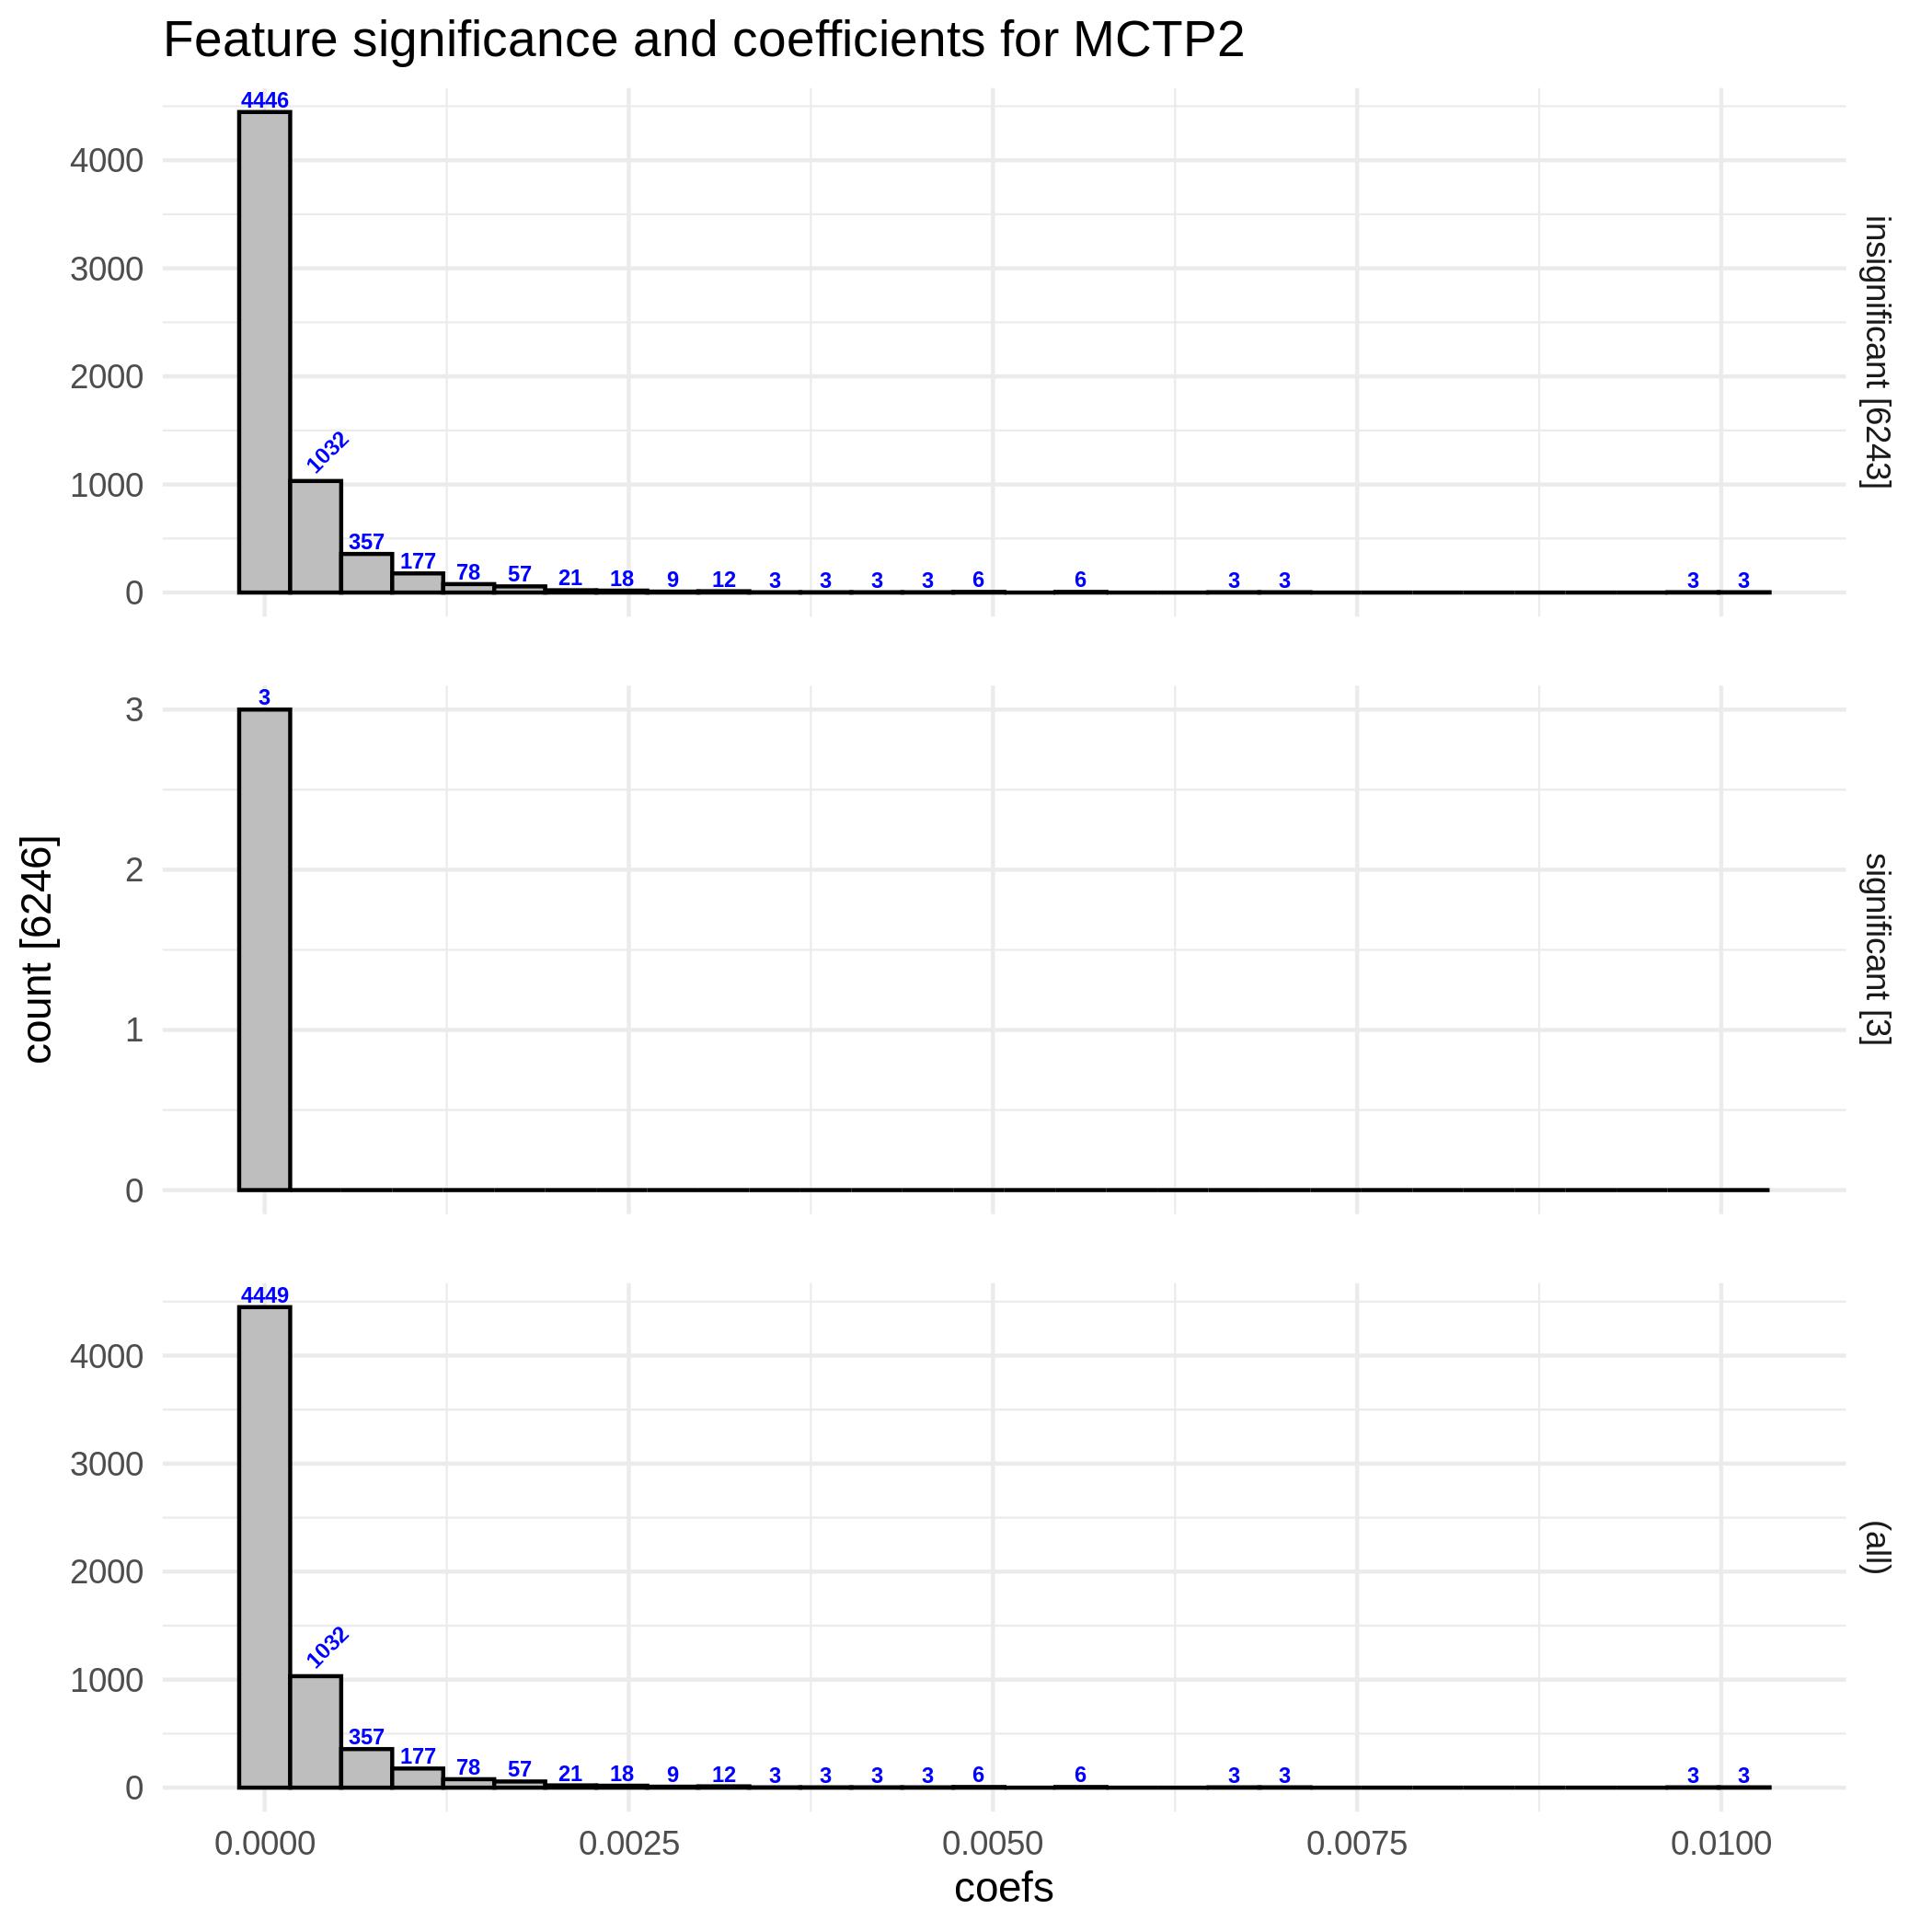 Feature significance and coefficients for MCTP2
4446
4000
3000
2000
1032
1000
357
177
78 57 21 18 9 12 3 3 3 3 6 6 3 3 3 3
0
insignificant [6243]
3
3
2
1
0
significant [3]
count [6246]
4449
4000
3000
2000
1032
1000
357
177
78 57 21 18 9 12 3 3 3 3 6 6 3 3 3 3
0
(all)
0.0000 0.0025 0.0050 0.0075 0.0100
coefs